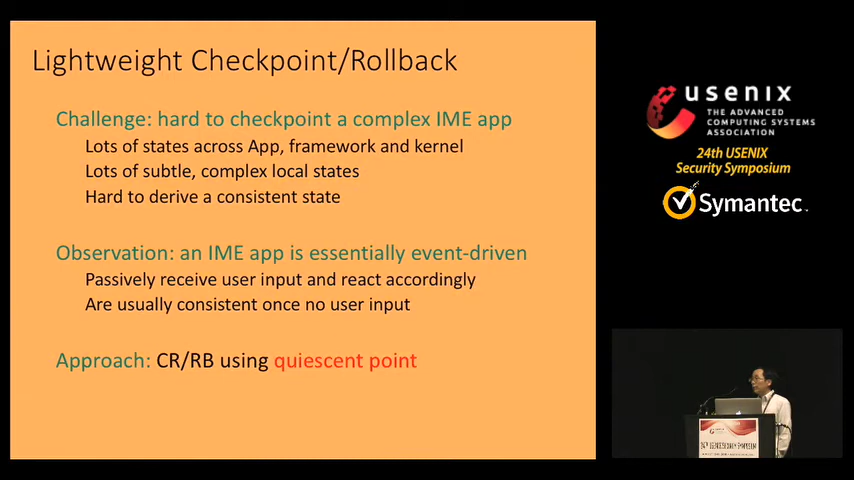 Lightweight Checkpoint/Rollback
Challenge: hard to checkpoint a complex IME app
Lots of states across App, framework and kernel
Lots of subtle, complex local states
Hard to derive a consistent state
Observation: an IME app is essentially event-driven
Passively receive user input and react accordingly
Are usually consistent once no user input
Approach: CR/RB using quiescent point
usenix
THE ADVANCED
COMPUTING SYSTEMS
ASSOCIATION
24th USENIX
Security Symposium
Symantec.